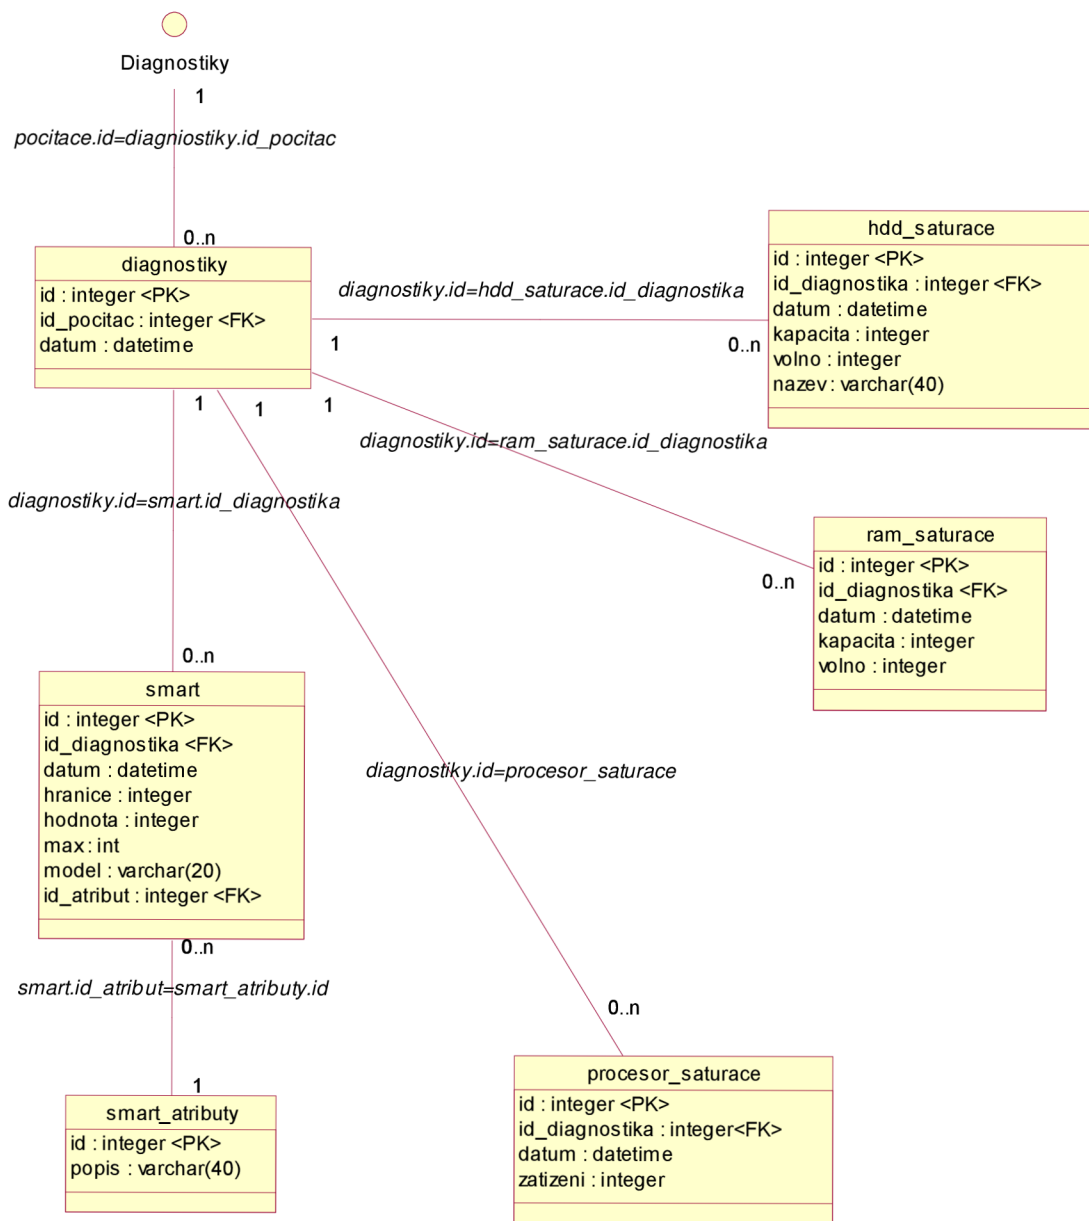 Diagnostiky
1
pocitace.id=diagniostiky.id_pocitac
0..n
diagnostiky
id : integer <PK>
id_pocitac : integer <FK>
datum : datetime
diagnostiky.id=hdd_saturace.id_diagnostika
1
0..n
hdd_saturace
id : integer <PK>
id_diagnostika : integer <FK>
datum : datetime
kapacita : integer
volno : integer
nazev : varchar(40)
1
1
1
diagnostiky.id=ram_saturace.id_diagnostika
0..n
ram_saturace
id : integer <PK>
id_diagnostika <FK>
datum : datetime
kapacita : integer
volno : integer
diagnostiky.id=smart.id_diagnostika
0..n
smart
id : integer <PK>
id_diagnostika <FK>
datum : datetime
hranice : integer
hodnota : integer
max : int
model : varchar(20)
id_atribut : integer <FK>
diagnostiky.id=procesor_saturace
0..n
0..n
smart.id_atribut=smart_atributy.id
1
smart_atributy
id : integer <PK>
popis : varchar(40)
procesor_saturace
id : integer <PK>
id_diagnostika : integer<FK>
datum : datetime
zatizeni : integer